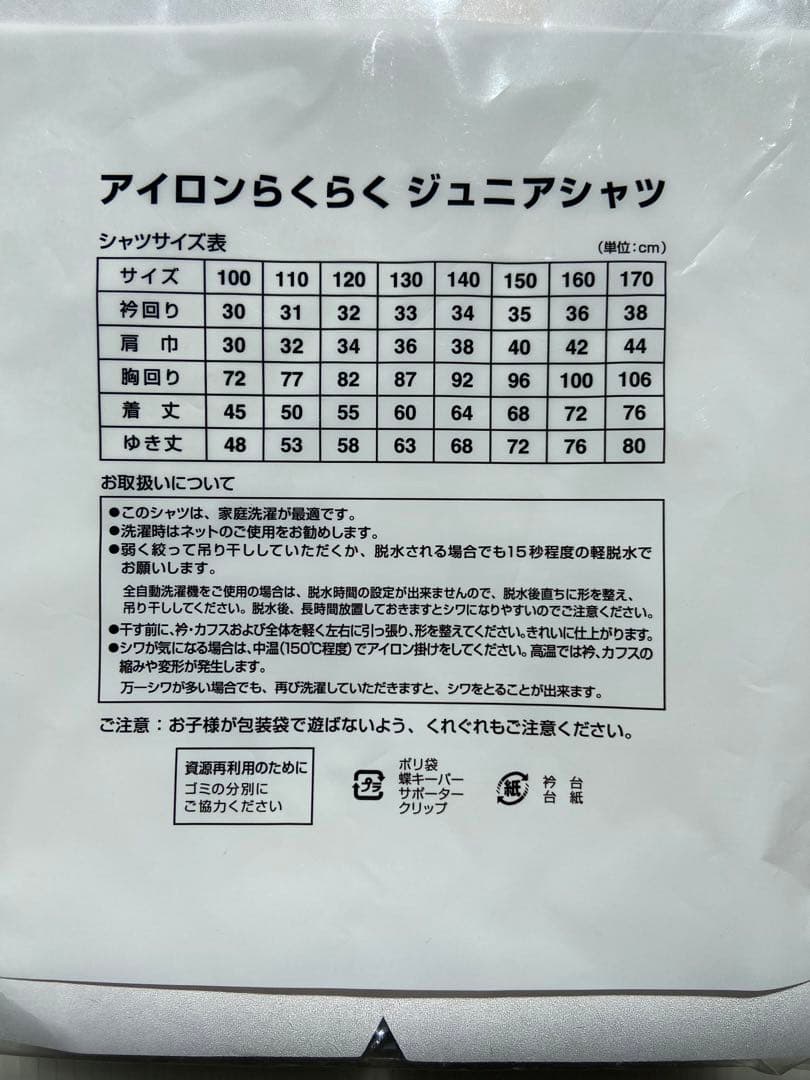 アイロンらくらく ジュニアシャツ
シャツサイズ表 (単位:cm)
サイズ 100 110 120 130 140 150 160 170
衿回り 30 31 32 33 34 35 36 38
肩 巾 30 32 34 36 38 40 42 44
胸回り 72 77 82 87 92 96 100 106
着 丈 45 50 55 60 64 68 72 76
ゆき丈 48 53 58 63 68 72 76 80
お取扱いについて
●このシャツは、家庭洗濯が最適です。
●洗濯時はネットのご使用をお勧めします。
●弱く絞って吊り干ししていただくか、脱水される場合でも15秒程度の軽脱水で
お願いします。
全自動洗濯機をご使用の場合は、脱水時間の設定が出来ませんので、脱水後直ちに形を整え、
吊り干ししてください。脱水後、長時間放置しておきますとシワになりやすいのでご注意ください。
●干す前に、衿・カフスおよび全体を軽く左右に引っ張り、形を整えてください。きれいに仕上がります。
●シワが気になる場合は、中温(150℃程度)でアイロン掛けをしてください。高温では衿、カフスの
縮みや変形が発生します。
万一シワが多い場合でも、再び洗濯していただきますと、シワをとることが出来ます。
ご注意：お子様が包装袋で遊ばないよう、くれぐれもご注意ください。
資源再利用のために
ゴミの分別に
ご協力ください
プラ
ポリ袋
蝶キーパー
サポーター
クリップ
紙
衿 台
台 紙